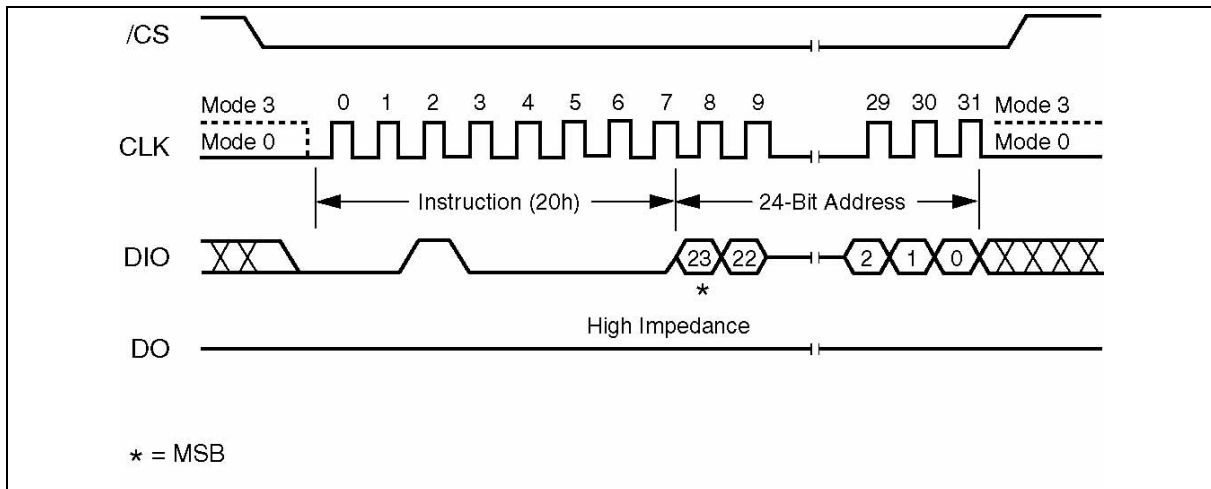 /CS
Mode 3 0 1 2 3 4 5 6 7 8 9 29 30 31 Mode 3
CLK Mode 0 Mode 0
Instruction (20h) 24-Bit Address
DIO 23 22 2 1 0
*
High Impedance
DO
* = MSB